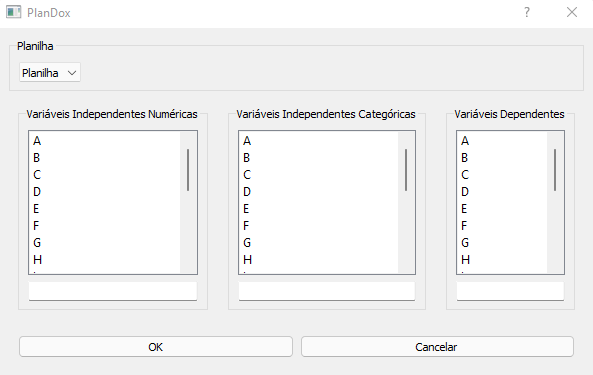 PlanDox
?
Planilha
Planilha
Variáveis Independentes Numéricas
A
B
C
D
E
F
G
H
Variáveis Independentes Categóricas
A
B
C
D
E
F
G
H
Variáveis Dependentes
A
B
C
D
E
F
G
H
OK
Cancelar